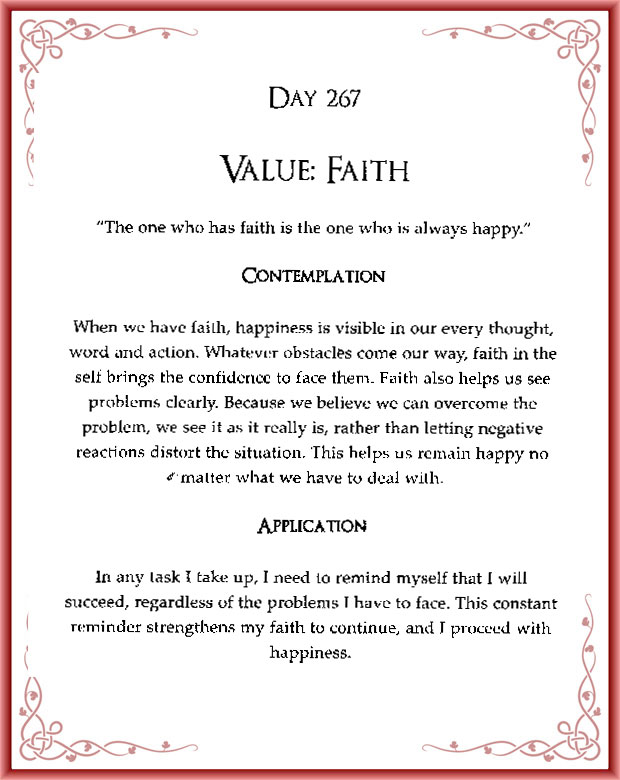 DAY 267
VALUE: FAITH
"The one who has faith is the one who is always happy."
CONTEMPLATION
When we have faith, happiness is visible in our every thought,
word and action. Whatever obstacles come our way, faith in the
self brings the confidence to face them. Faith also helps us see
problems clearly. Because we believe we can overcome the
problem, we see it as it really is, rather than letting negative
reactions distort the situation. This helps us remain happy no
matter what we have to deal with.
APPLICATION
In any task I take up, I need to remind myself that I will
succeed, regardless of the problems I have to face. This constant
reminder strengthens my faith to continue, and I proceed with
happiness.